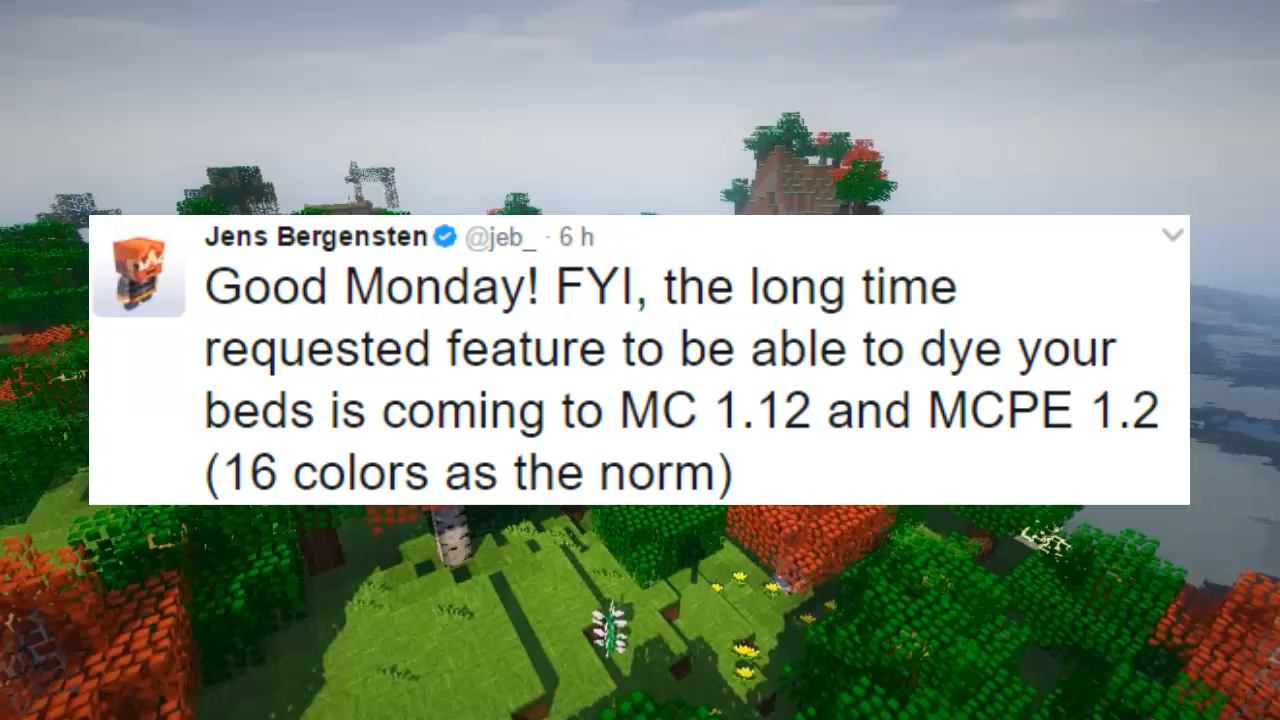 Jens Bergensten @jeb_ · 6 h
Good Monday! FYI, the long time
requested feature to be able to dye your
beds is coming to MC 1.12 and MCPE 1.2
(16 colors as the norm)